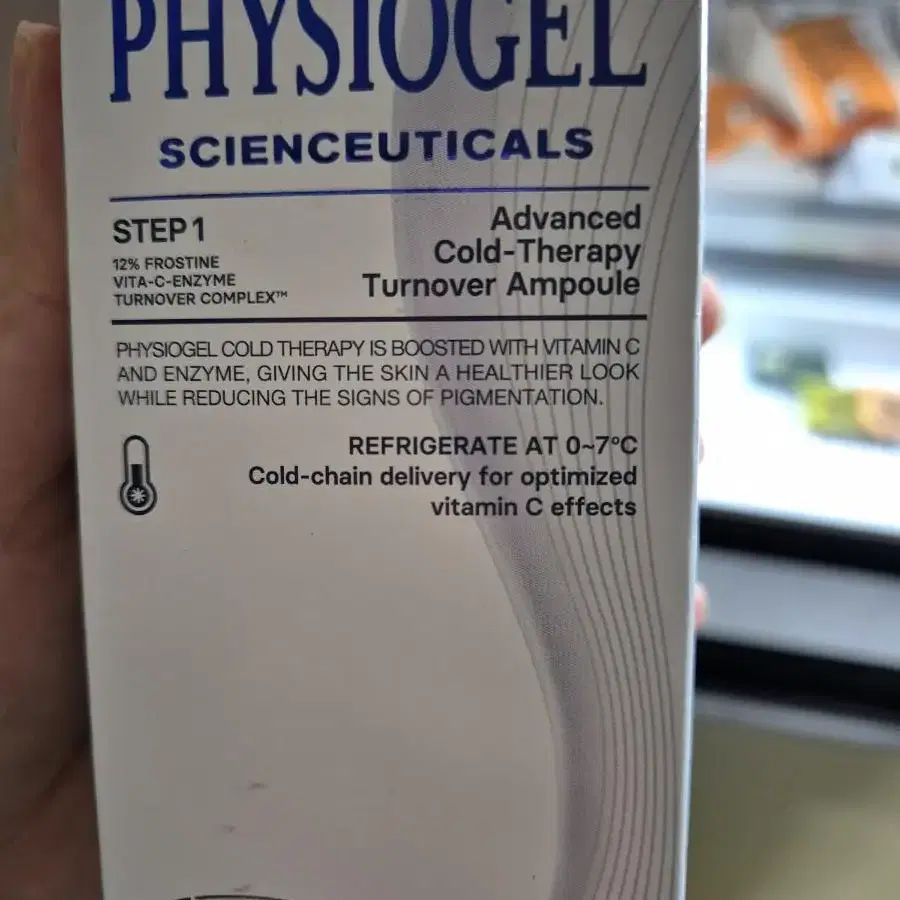 PHYSIOGEL
SCIENCEUTICALS
STEP 1
12% FROSTINE
VITA-C-ENZYME
TURNOVER COMPLEX™
Advanced
Cold-Therapy
Turnover Ampoule
PHYSIOGEL COLD THERAPY IS BOOSTED WITH VITAMIN C
AND ENZYME, GIVING THE SKIN A HEALTHIER LOOK
WHILE REDUCING THE SIGNS OF PIGMENTATION.
REFRIGERATE AT 0~7°C
Cold-chain delivery for optimized
vitamin C effects